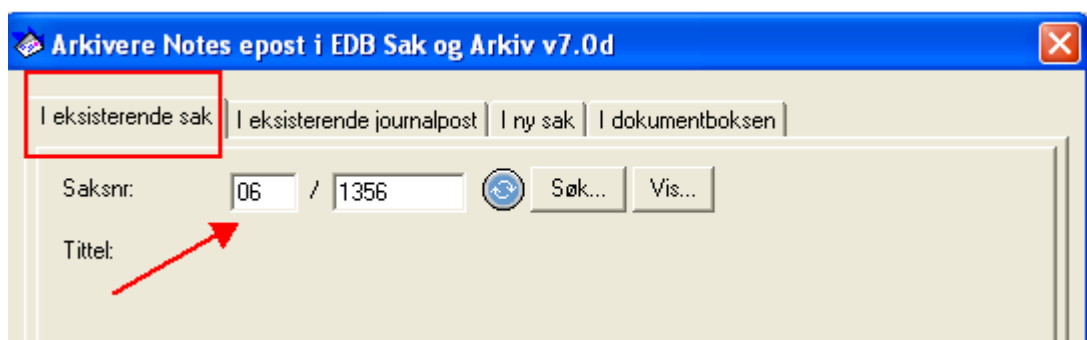 Arkivere Notes epost i EDB Sak og Arkiv v7.0d
I eksisterende sak I eksisterende journalpost I ny sak I dokumentboksen
Saksnr: 06 / 1356 Søk... Vis...
Tittel: